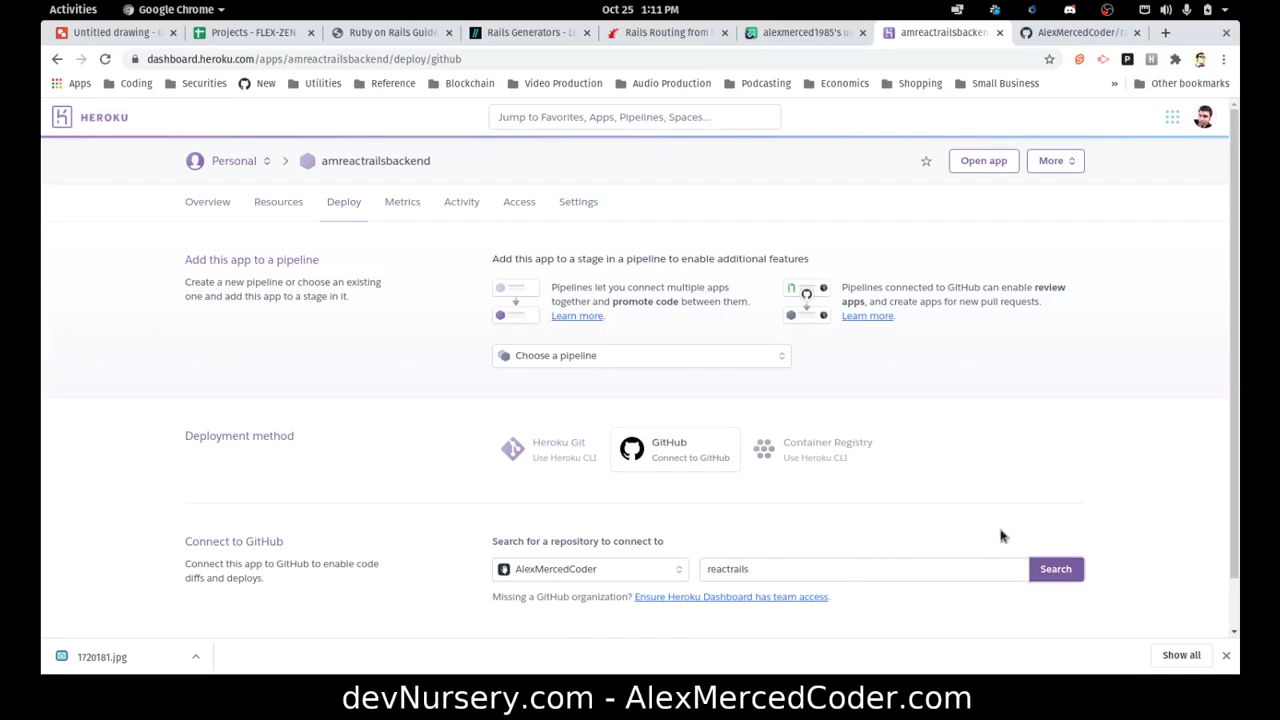 Activities
Google Chrome
Oct 25 1:11 PM
Untitled drawing - G
Projects - FLEX-ZEN
Ruby on Rails Guide
Rails Generators - Le
Rails Routing from t
alexmerced1985's u
amreactrailsbacken
AlexMercedCoder/r
dashboard.heroku.com/apps/amreactrailsbackend/deploy/github
Apps
Coding
Securities
New
Utilities
Reference
Blockchain
Video Production
Audio Production
Podcasting
Economics
Shopping
Small Business
»
Other bookmarks
HEROKU
Jump to Favorites, Apps, Pipelines, Spaces...
Personal
amreactrailsbackend
Open app
More
Overview
Resources
Deploy
Metrics
Activity
Access
Settings
Add this app to a pipeline
Create a new pipeline or choose an existing
one and add this app to a stage in it.
Add this app to a stage in a pipeline to enable additional features
Pipelines let you connect multiple apps
together and promote code between them.
Learn more.
Pipelines connected to GitHub can enable review
apps, and create apps for new pull requests.
Learn more.
Choose a pipeline
Deployment method
Heroku Git
Use Heroku CLI
GitHub
Connect to GitHub
Container Registry
Use Heroku CLI
Connect to GitHub
Connect this app to GitHub to enable code
diffs and deploys.
Search for a repository to connect to
AlexMercedCoder
reactrails
Search
Missing a GitHub organization? Ensure Heroku Dashboard has team access.
1720181.jpg
Show all
devNursery.com - AlexMercedCoder.com